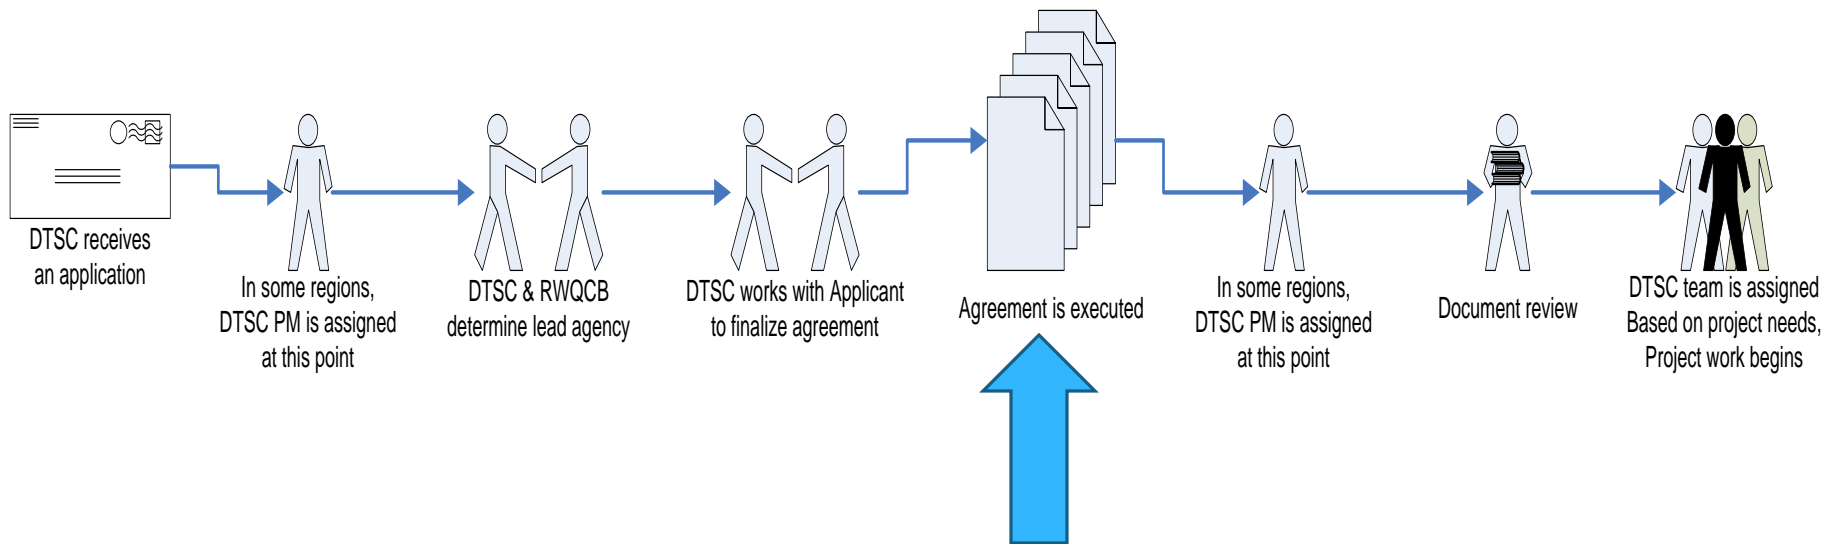 DTSC receives
an application
In some regions,
DTSC PM is assigned
at this point
DTSC & RWQCB
determine lead agency
DTSC works with Applicant
to finalize agreement
Agreement is executed
In some regions,
DTSC PM is assigned
at this point
Document review
DTSC team is assigned
Based on project needs,
Project work begins